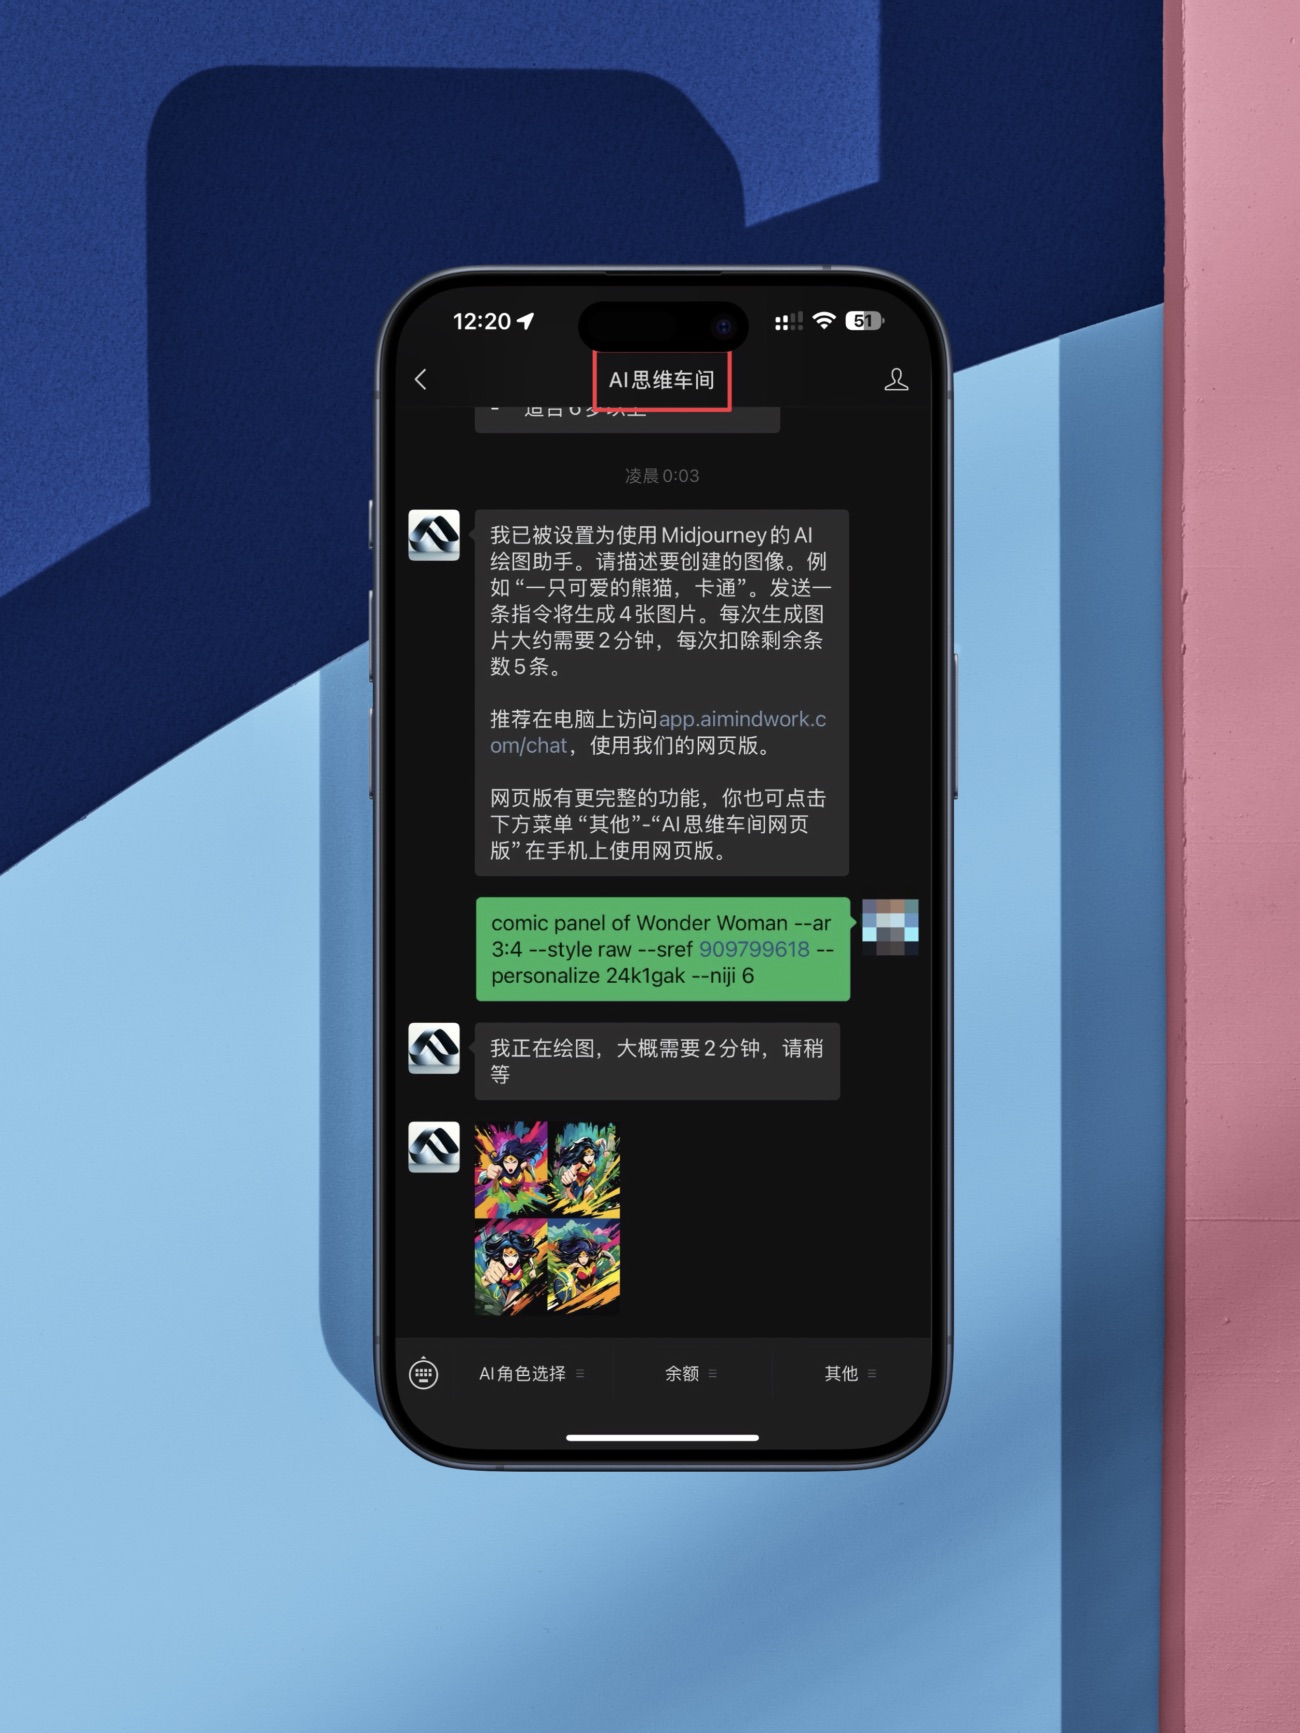 12:20
51
AI思维车间
- 适合6岁以上
凌晨0:03
我已被设置为使用Midjourney的AI
绘图助手。请描述要创建的图像。例
如“一只可爱的熊猫，卡通”。发送一
条指令将生成4张图片。每次生成图
片大约需要2分钟，每次扣除剩余条
数5条。
推荐在电脑上访问app.aimindwork.c
om/chat，使用我们的网页版。
网页版有更完整的功能，你也可点击
下方菜单“其他”-“AI思维车间网页
版”在手机上使用网页版。
comic panel of Wonder Woman --ar
3:4 --style raw --sref 909799618 --
personalize 24k1gak --niji 6
我正在绘图，大概需要2分钟，请稍
等
AI角色选择
余额
其他